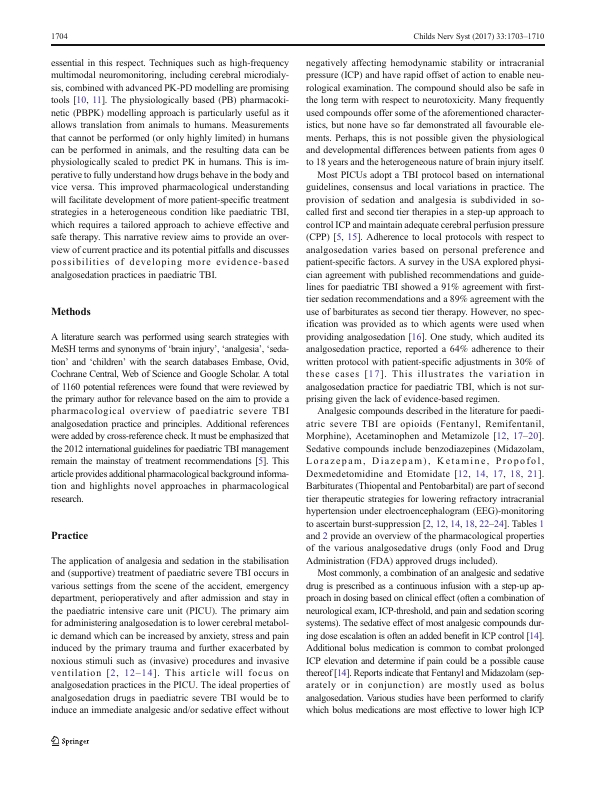 1704
Childs Nerv Syst (2017) 33:1703–1710
essential in this respect. Techniques such as high-frequency
multimodal neuromonitoring, including cerebral microdialy-
sis, combined with advanced PK-PD modelling are promising
tools [10, 11]. The physiologically based (PB) pharmacoki-
netic (PBPK) modelling approach is particularly useful as it
allows translation from animals to humans. Measurements
that cannot be performed (or only highly limited) in humans
can be performed in animals, and the resulting data can be
physiologically scaled to predict PK in humans. This is im-
perative to fully understand how drugs behave in the body and
vice versa. This improved pharmacological understanding
will facilitate development of more patient-specific treatment
strategies in a heterogeneous condition like paediatric TBI,
which requires a tailored approach to achieve effective and
safe therapy. This narrative review aims to provide an over-
view of current practice and its potential pitfalls and discusses
possibilities of developing more evidence-based
analgosedation practices in paediatric TBI.
Methods
A literature search was performed using search strategies with
MeSH terms and synonyms of 'brain injury', 'analgesia', 'seda-
tion' and 'children' with the search databases Embase, Ovid,
Cochrane Central, Web of Science and Google Scholar. A total
of 1160 potential references were found that were reviewed by
the primary author for relevance based on the aim to provide a
pharmacological overview of paediatric severe TBI
analgosedation practice and principles. Additional references
were added by cross-reference check. It must be emphasized that
the 2012 international guidelines for paediatric TBI management
remain the mainstay of treatment recommendations [5]. This
article provides additional pharmacological background informa-
tion and highlights novel approaches in pharmacological
research.
Practice
The application of analgesia and sedation in the stabilisation
and (supportive) treatment of paediatric severe TBI occurs in
various settings from the scene of the accident, emergency
department, perioperatively and after admission and stay in
the paediatric intensive care unit (PICU). The primary aim
for administering analgosedation is to lower cerebral metabol-
ic demand which can be increased by anxiety, stress and pain
induced by the primary trauma and further exacerbated by
noxious stimuli such as (invasive) procedures and invasive
ventilation [2, 12–14]. This article will focus on
analgosedation practices in the PICU. The ideal properties of
analgosedation drugs in paediatric severe TBI would be to
induce an immediate analgesic and/or sedative effect without
negatively affecting hemodynamic stability or intracranial
pressure (ICP) and have rapid offset of action to enable neu-
rological examination. The compound should also be safe in
the long term with respect to neurotoxicity. Many frequently
used compounds offer some of the aforementioned character-
istics, but none have so far demonstrated all favourable ele-
ments. Perhaps, this is not possible given the physiological
and developmental differences between patients from ages 0
to 18 years and the heterogeneous nature of brain injury itself.
Most PICUs adopt a TBI protocol based on international
guidelines, consensus and local variations in practice. The
provision of sedation and analgesia is subdivided in so-
called first and second tier therapies in a step-up approach to
control ICP and maintain adequate cerebral perfusion pressure
(CPP) [5, 15]. Adherence to local protocols with respect to
analgosedation varies based on personal preference and
patient-specific factors. A survey in the USA explored physi-
cian agreement with published recommendations and guide-
lines for paediatric TBI showed a 91% agreement with first-
tier sedation recommendations and a 89% agreement with the
use of barbiturates as second tier therapy. However, no spec-
ification was provided as to which agents were used when
providing analgosedation [16]. One study, which audited its
analgosedation practice, reported a 64% adherence to their
written protocol with patient-specific adjustments in 30% of
these cases [17]. This illustrates the variation in
analgosedation practice for paediatric TBI, which is not sur-
prising given the lack of evidence-based regimen.
Analgesic compounds described in the literature for paedi-
atric severe TBI are opioids (Fentanyl, Remifentanil,
Morphine), Acetaminophen and Metamizole [12, 17–20].
Sedative compounds include benzodiazepines (Midazolam,
Lorazepam, Diazepam), Ketamine, Propofol,
Dexmedetomidine and Etomidate [12, 14, 17, 18, 21].
Barbiturates (Thiopental and Pentobarbital) are part of second
tier therapeutic strategies for lowering refractory intracranial
hypertension under electroencephalogram (EEG)-monitoring
to ascertain burst-suppression [2, 12, 14, 18, 22–24]. Tables 1
and 2 provide an overview of the pharmacological properties
of the various analgosedative drugs (only Food and Drug
Administration (FDA) approved drugs included).
Most commonly, a combination of an analgesic and sedative
drug is prescribed as a continuous infusion with a step-up ap-
proach in dosing based on clinical effect (often a combination of
neurological exam, ICP-threshold, and pain and sedation scoring
systems). The sedative effect of most analgesic compounds dur-
ing dose escalation is often an added benefit in ICP control [14].
Additional bolus medication is common to combat prolonged
ICP elevation and determine if pain could be a possible cause
thereof [14]. Reports indicate that Fentanyl and Midazolam (sep-
arately or in conjunction) are mostly used as bolus
analgosedation. Various studies have been performed to clarify
which bolus medications are most effective to lower high ICP
Springer